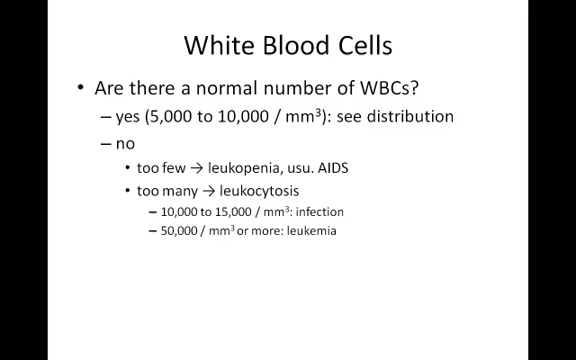 White Blood Cells
• Are there a normal number of WBCs?
– yes (5,000 to 10,000 / mm³): see distribution
– no
• too few → leukopenia, usu. AIDS
• too many → leukocytosis
– 10,000 to 15,000 / mm³: infection
– 50,000 / mm³ or more: leukemia